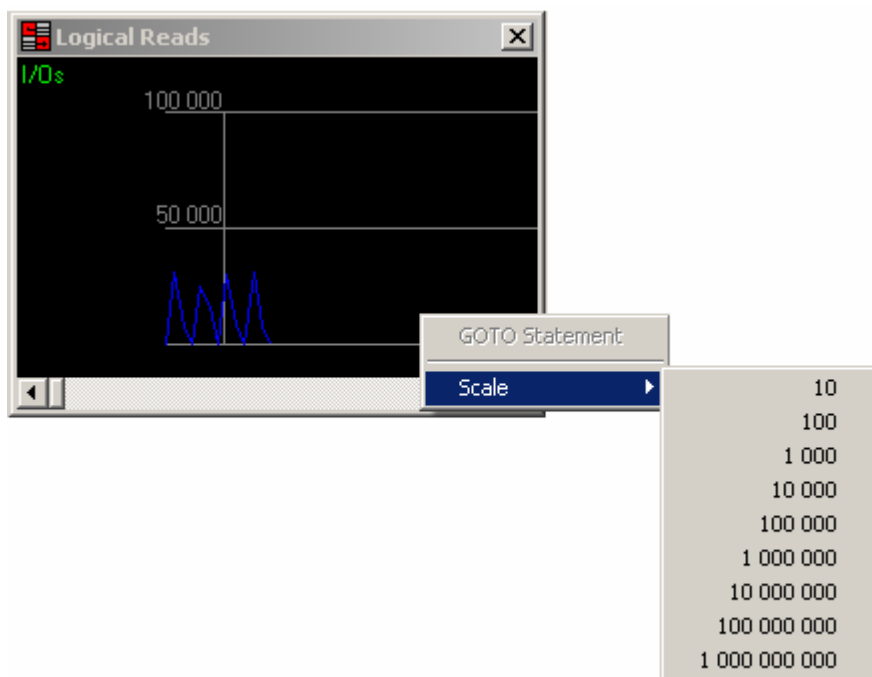 Logical Reads
I/Os
100 000
50 000
GOTO Statement
Scale
10
100
1 000
10 000
100 000
1 000 000
10 000 000
100 000 000
1 000 000 000